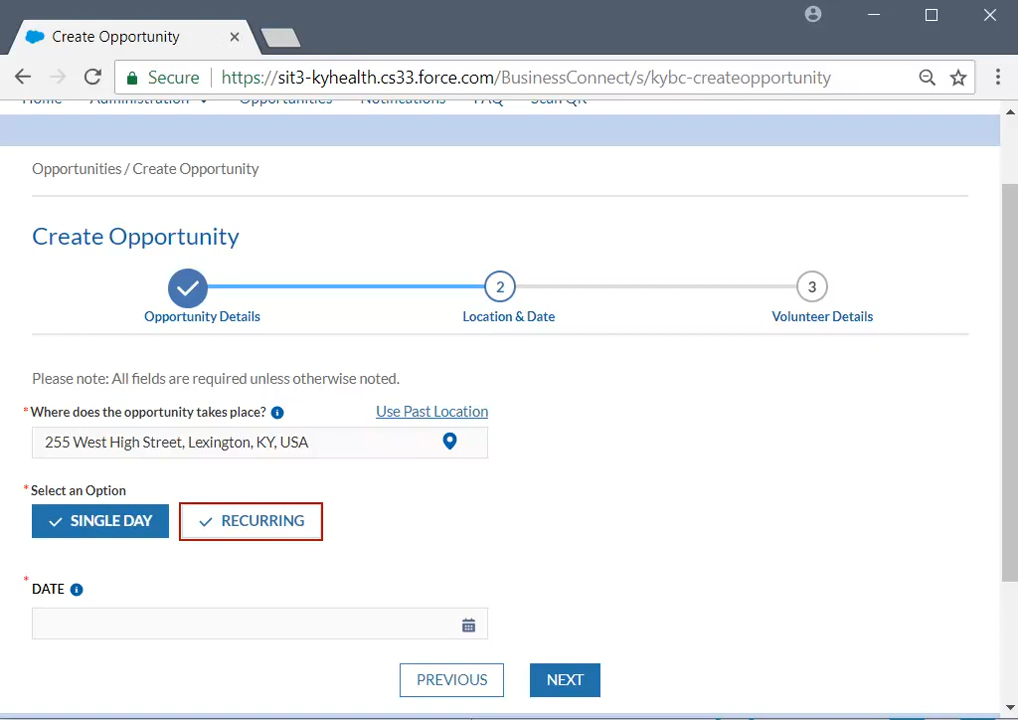 Create Opportunity
Secure https://sit3-kyhealth.cs33.force.com/BusinessConnect/s/kybc-createopportunity
Home Administration Opportunities Notifications FAQ Scan QR
Opportunities / Create Opportunity
Create Opportunity
2 3
Opportunity Details Location & Date Volunteer Details
Please note: All fields are required unless otherwise noted.
*Where does the opportunity takes place? Use Past Location
255 West High Street, Lexington, KY, USA
*Select an Option
SINGLE DAY RECURRING
* DATE
PREVIOUS NEXT